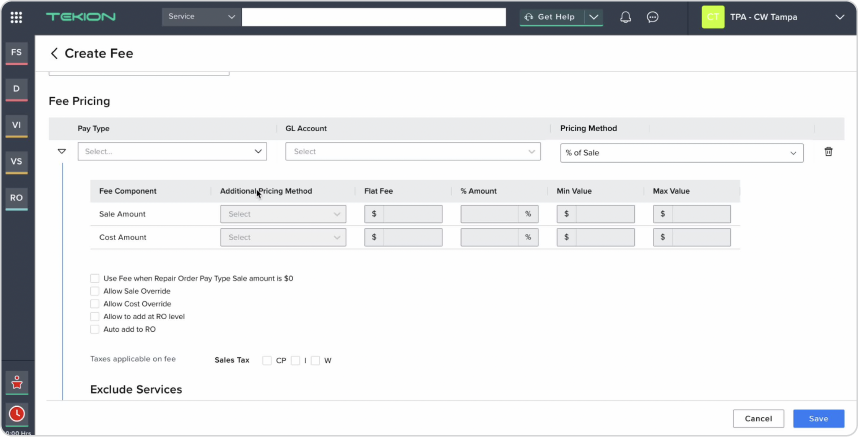 TEKION
Service
Get Help
CT
TPA - CW Tampa
FS
D
VI
VS
RO
Create Fee
Fee Pricing
Pay Type GL Account Pricing Method
Select... Select % of Sale
Fee Component Additional Pricing Method Flat Fee % Amount Min Value Max Value
Sale Amount Select $ % $ $
Cost Amount Select $ % $ $
Use Fee when Repair Order Pay Type Sale amount is $0
Allow Sale Override
Allow Cost Override
Allow to add at RO level
Auto add to RO
Taxes applicable on fee Sales Tax CP I W
Exclude Services
Cancel Save